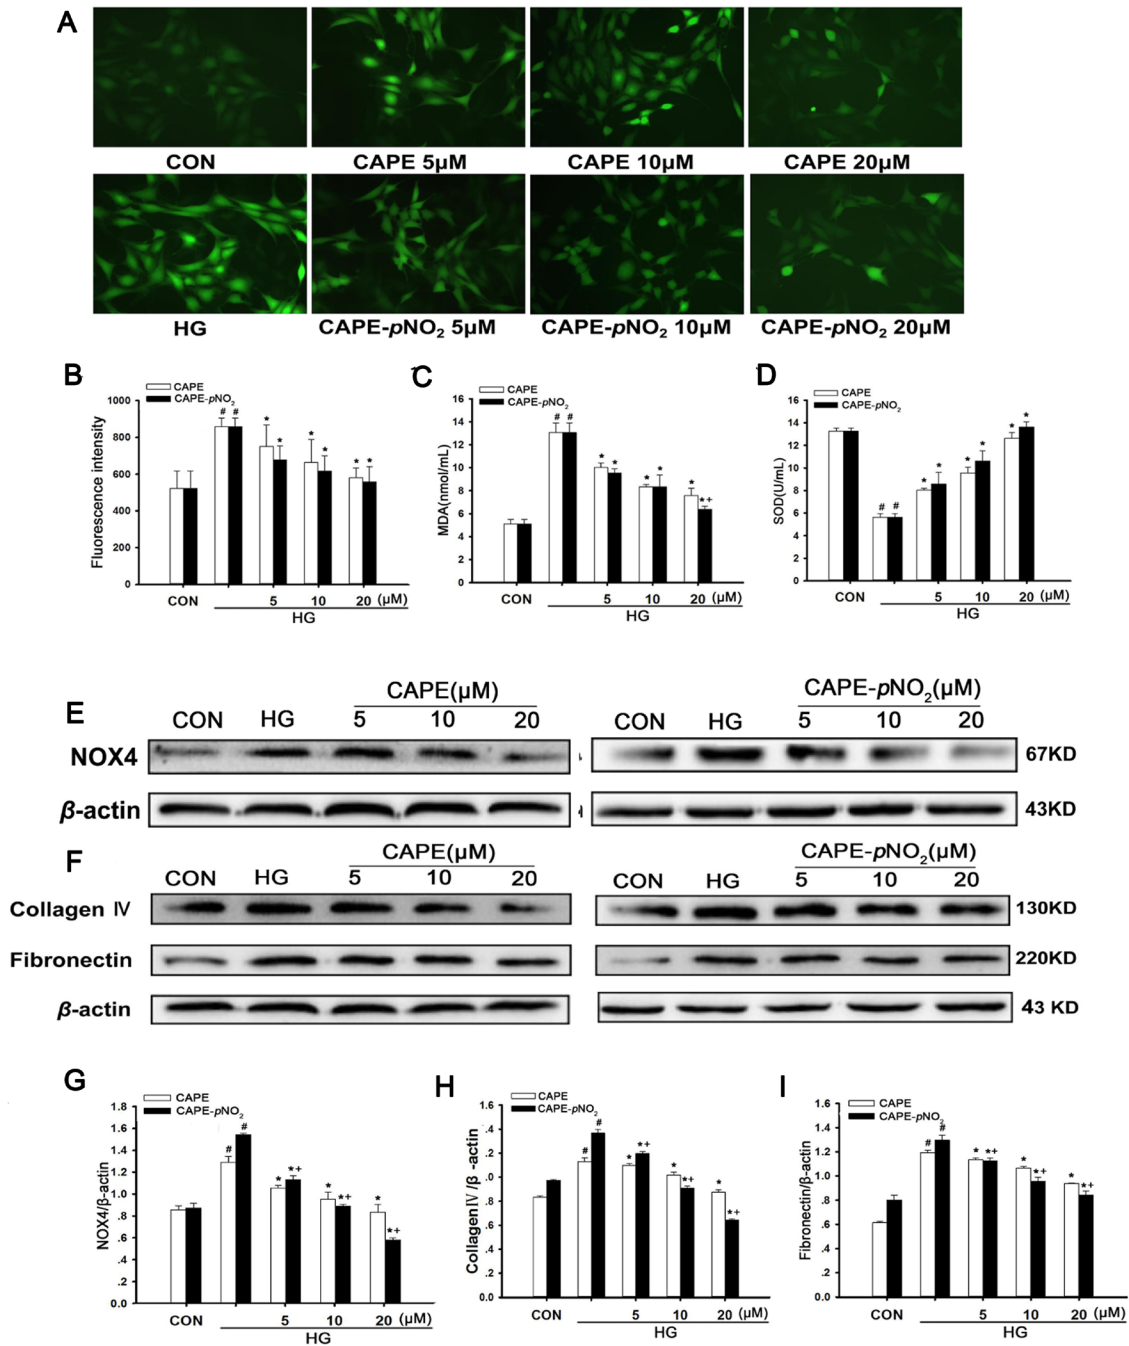 A
CON CAPE 5μM CAPE 10μM CAPE 20μM
HG CAPE-pNO2 5μM CAPE-pNO2 10μM CAPE-pNO2 20μM
B
CAPE
CAPE-pNO2
Fluorescence intensity
1000
800
600
400
200
0
# # * * * * * *
CON 5 10 20 (μM)
HG
C
CAPE
CAPE-pNO2
MDA(nmol/mL)
16
14
12
10
8
6
4
2
0
# # * * * * * *+
CON 5 10 20 (μM)
HG
D
CAPE
CAPE-pNO2
SOD(U/mL)
16
14
12
10
8
6
4
2
0
# # * * * * * *
CON 5 10 20 (μM)
HG
E
CAPE(μM) CAPE-pNO2(μM)
CON HG 5 10 20 CON HG 5 10 20
NOX4 67KD
β-actin 43KD
F
CAPE(μM) CAPE-pNO2(μM)
CON HG 5 10 20 CON HG 5 10 20
Collagen Ⅳ 130KD
Fibronectin 220KD
β-actin 43 KD
G
CAPE
CAPE-pNO2
NOX4/β-actin
1.8
1.6
1.4
1.2
1.0
.8
.6
.4
.2
0.0
# # * *+ * *+ * *+
CON 5 10 20 (μM)
HG
H
CAPE
CAPE-pNO2
Collagen Ⅳ/β -actin
.6
.4
.2
.0
.8
.6
.4
.2
0.0
# # * *+ * *+ * *+
CON 5 10 20 (μM)
HG
I
CAPE
CAPE-pNO2
Fibronectin/β-actin
1.6
1.4
1.2
1.0
.8
.6
.4
.2
0.0
# # * *+ * *+ * *+
CON 5 10 20 (μM)
HG